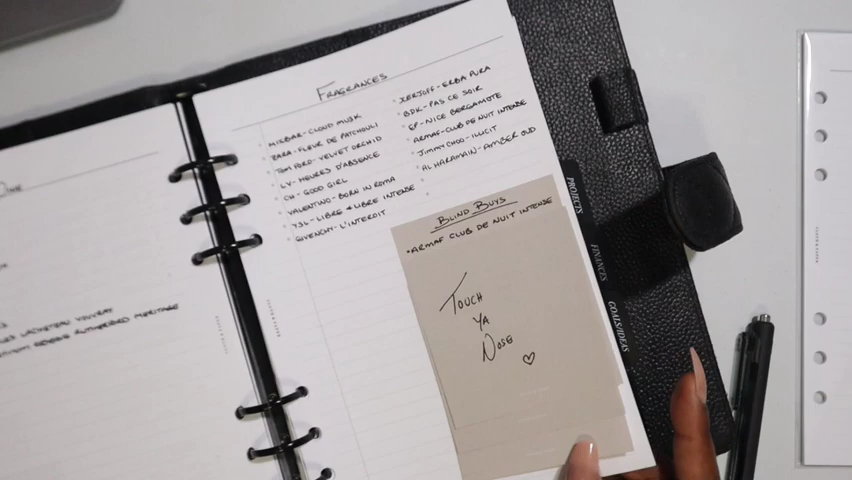 FRAGRANCES
MIXBAR - CLOUD MUSK
ZARA - FLEUR DE PATCHOULI
TOM FORD - VELVET ORCHID
LV - HEURES D'ABSENCE
CH - GOOD GIRL
VALENTINO - BORN IN ROMA
YSL - LIBRE & LIBRE INTENSE
GIVENCHY - L'INTERDIT
XERJOFF - ERBA PURA
BDK - PAS CE SOIR
EP - NICE BERGAMOTE
ARMAF - CLUB DE NUIT INTENSE
JIMMY CHOO - ILLICIT
AL HARAMAIN - AMBER OUD
BLIND BUYS
• ARMAF CLUB DE NUIT INTENSE
TOUCH
YA
NOSE
PROJECTS
FINANCES
GOALS/IDEAS